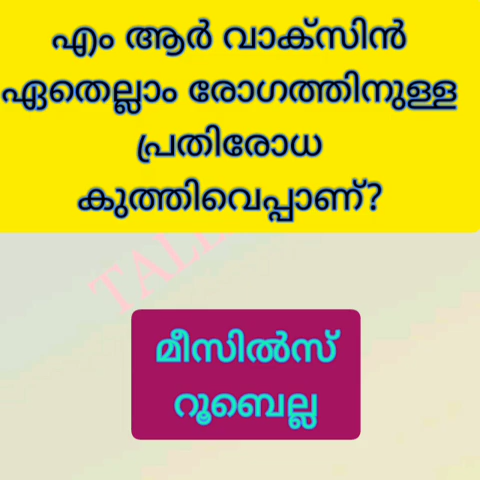 എം ആർ വാക്സിൻ
ഏതെല്ലാം രോഗത്തിനുള്ള
പ്രതിരോധ
കുത്തിവെപ്പാണ്?
മീസിൽസ്
റൂബെല്ല